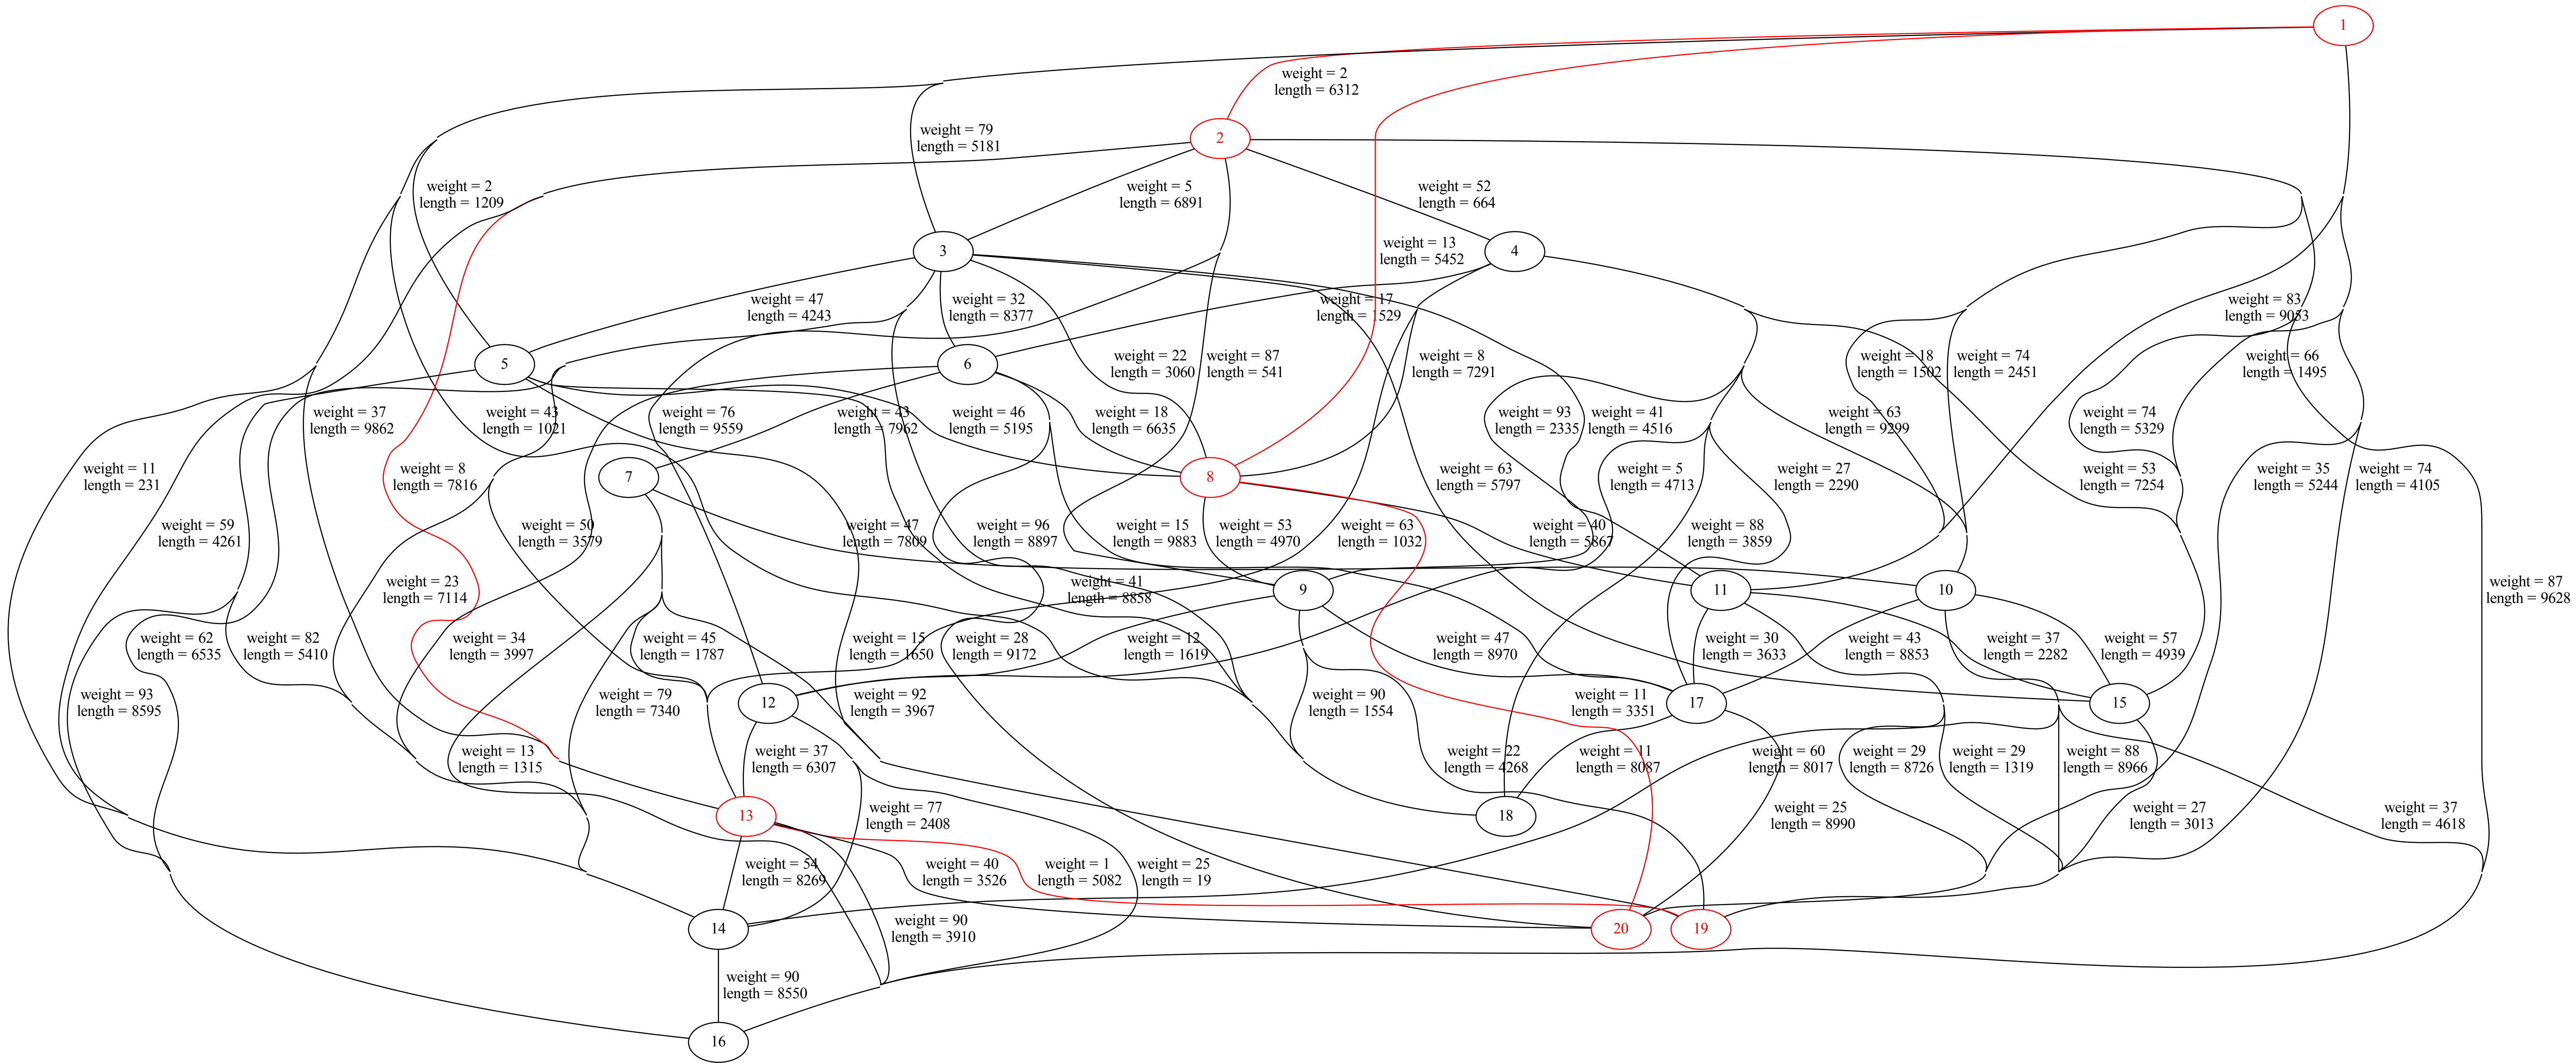 1
weight = 2
length = 6312
weight = 79
length = 5181
2
weight = 2
length = 1209
weight = 5
length = 6891
weight = 52
length = 664
3
4
weight = 13
length = 5452
weight = 47
length = 4243
weight = 32
length = 8377
weight = 17
length = 1529
weight = 83
length = 9053
5
6
weight = 22
length = 3060
weight = 87
length = 541
weight = 8
length = 7291
weight = 18
length = 1502
weight = 74
length = 2451
weight = 66
length = 1495
weight = 37
length = 9862
weight = 43
length = 1021
weight = 76
length = 9559
weight = 43
length = 7962
weight = 46
length = 5195
weight = 18
length = 6635
weight = 93
length = 2335
weight = 41
length = 4516
weight = 63
length = 9299
weight = 74
length = 5329
weight = 11
length = 231
weight = 8
length = 7816
7
8
weight = 63
length = 5797
weight = 5
length = 4713
weight = 27
length = 2290
weight = 53
length = 7254
weight = 35
length = 5244
weight = 74
length = 4105
weight = 59
length = 4261
weight = 50
length = 3579
weight = 47
length = 7809
weight = 96
length = 8897
weight = 15
length = 9883
weight = 53
length = 4970
weight = 63
length = 1032
weight = 40
length = 5867
weight = 88
length = 3859
weight = 23
length = 7114
weight = 41
length = 8858
9
11
10
weight = 87
length = 9628
weight = 62
length = 6535
weight = 82
length = 5410
weight = 34
length = 3997
weight = 45
length = 1787
weight = 15
length = 1650
weight = 28
length = 9172
weight = 12
length = 1619
weight = 47
length = 8970
weight = 30
length = 3633
weight = 43
length = 8853
weight = 37
length = 2282
weight = 57
length = 4939
weight = 93
length = 8595
weight = 79
length = 7340
12
weight = 92
length = 3967
weight = 90
length = 1554
weight = 11
length = 3351
17
15
weight = 13
length = 1315
weight = 37
length = 6307
weight = 22
length = 4268
weight = 11
length = 8087
weight = 60
length = 8017
weight = 29
length = 8726
weight = 29
length = 1319
weight = 88
length = 8966
13
weight = 77
length = 2408
18
weight = 25
length = 8990
weight = 27
length = 3013
weight = 37
length = 4618
weight = 54
length = 8269
weight = 40
length = 3526
weight = 1
length = 5082
weight = 25
length = 19
14
weight = 90
length = 3910
20
19
weight = 90
length = 8550
16